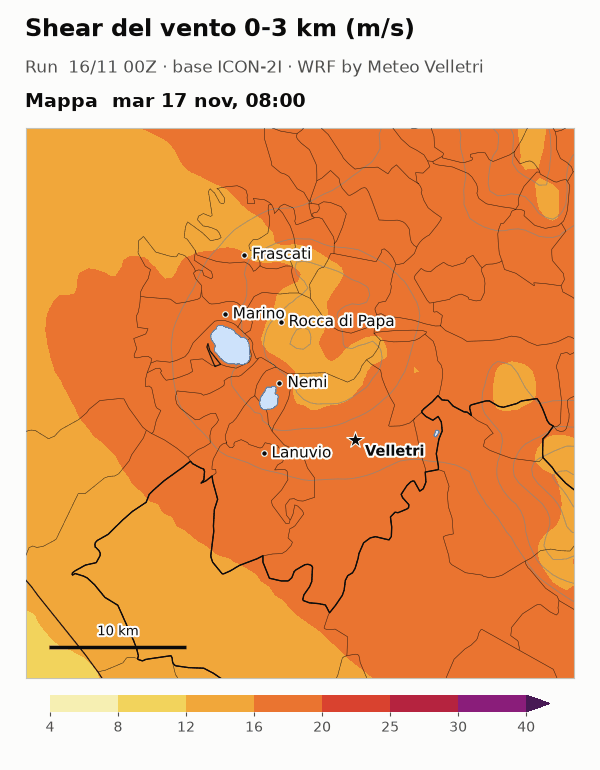 Shear del vento 0-3 km (m/s)
Run  16/11 00Z · base ICON-2I · WRF by Meteo Velletri
Mappa  mar 17 nov, 08:00
Frascati
Marino
Rocca di Papa
Nemi
Velletri
Lanuvio
10 km
4 8 12 16 20 25 30 40